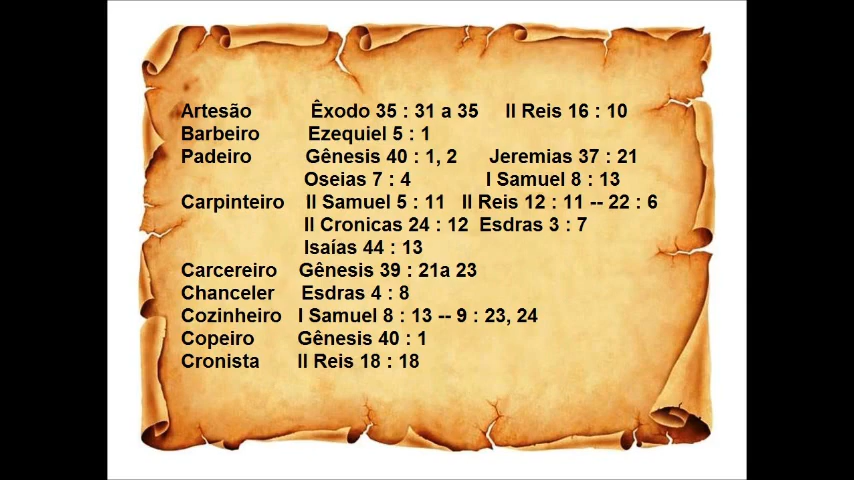 Artesão Êxodo 35 : 31 a 35 II Reis 16 : 10
Barbeiro Ezequiel 5 : 1
Padeiro Gênesis 40 : 1, 2 Jeremias 37 : 21
Oseias 7 : 4 I Samuel 8 : 13
Carpinteiro II Samuel 5 : 11 II Reis 12 : 11 -- 22 : 6
II Cronicas 24 : 12 Esdras 3 : 7
Isaías 44 : 13
Carcereiro Gênesis 39 : 21a 23
Chanceler Esdras 4 : 8
Cozinheiro I Samuel 8 : 13 -- 9 : 23, 24
Copeiro Gênesis 40 : 1
Cronista II Reis 18 : 18